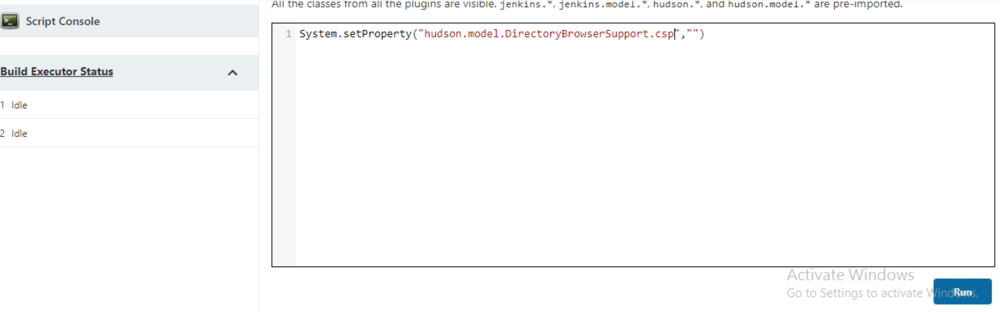 All the classes from all the plugins are visible. jenkins.*, jenkins.model.*, hudson.*, and hudson.model.* are pre-imported.
Script Console
1 System.setProperty("hudson.model.DirectoryBrowserSupport.csp","")
Build Executor Status
1 Idle
2 Idle
Activate Windows
Go to Settings to activate Windows.
Run